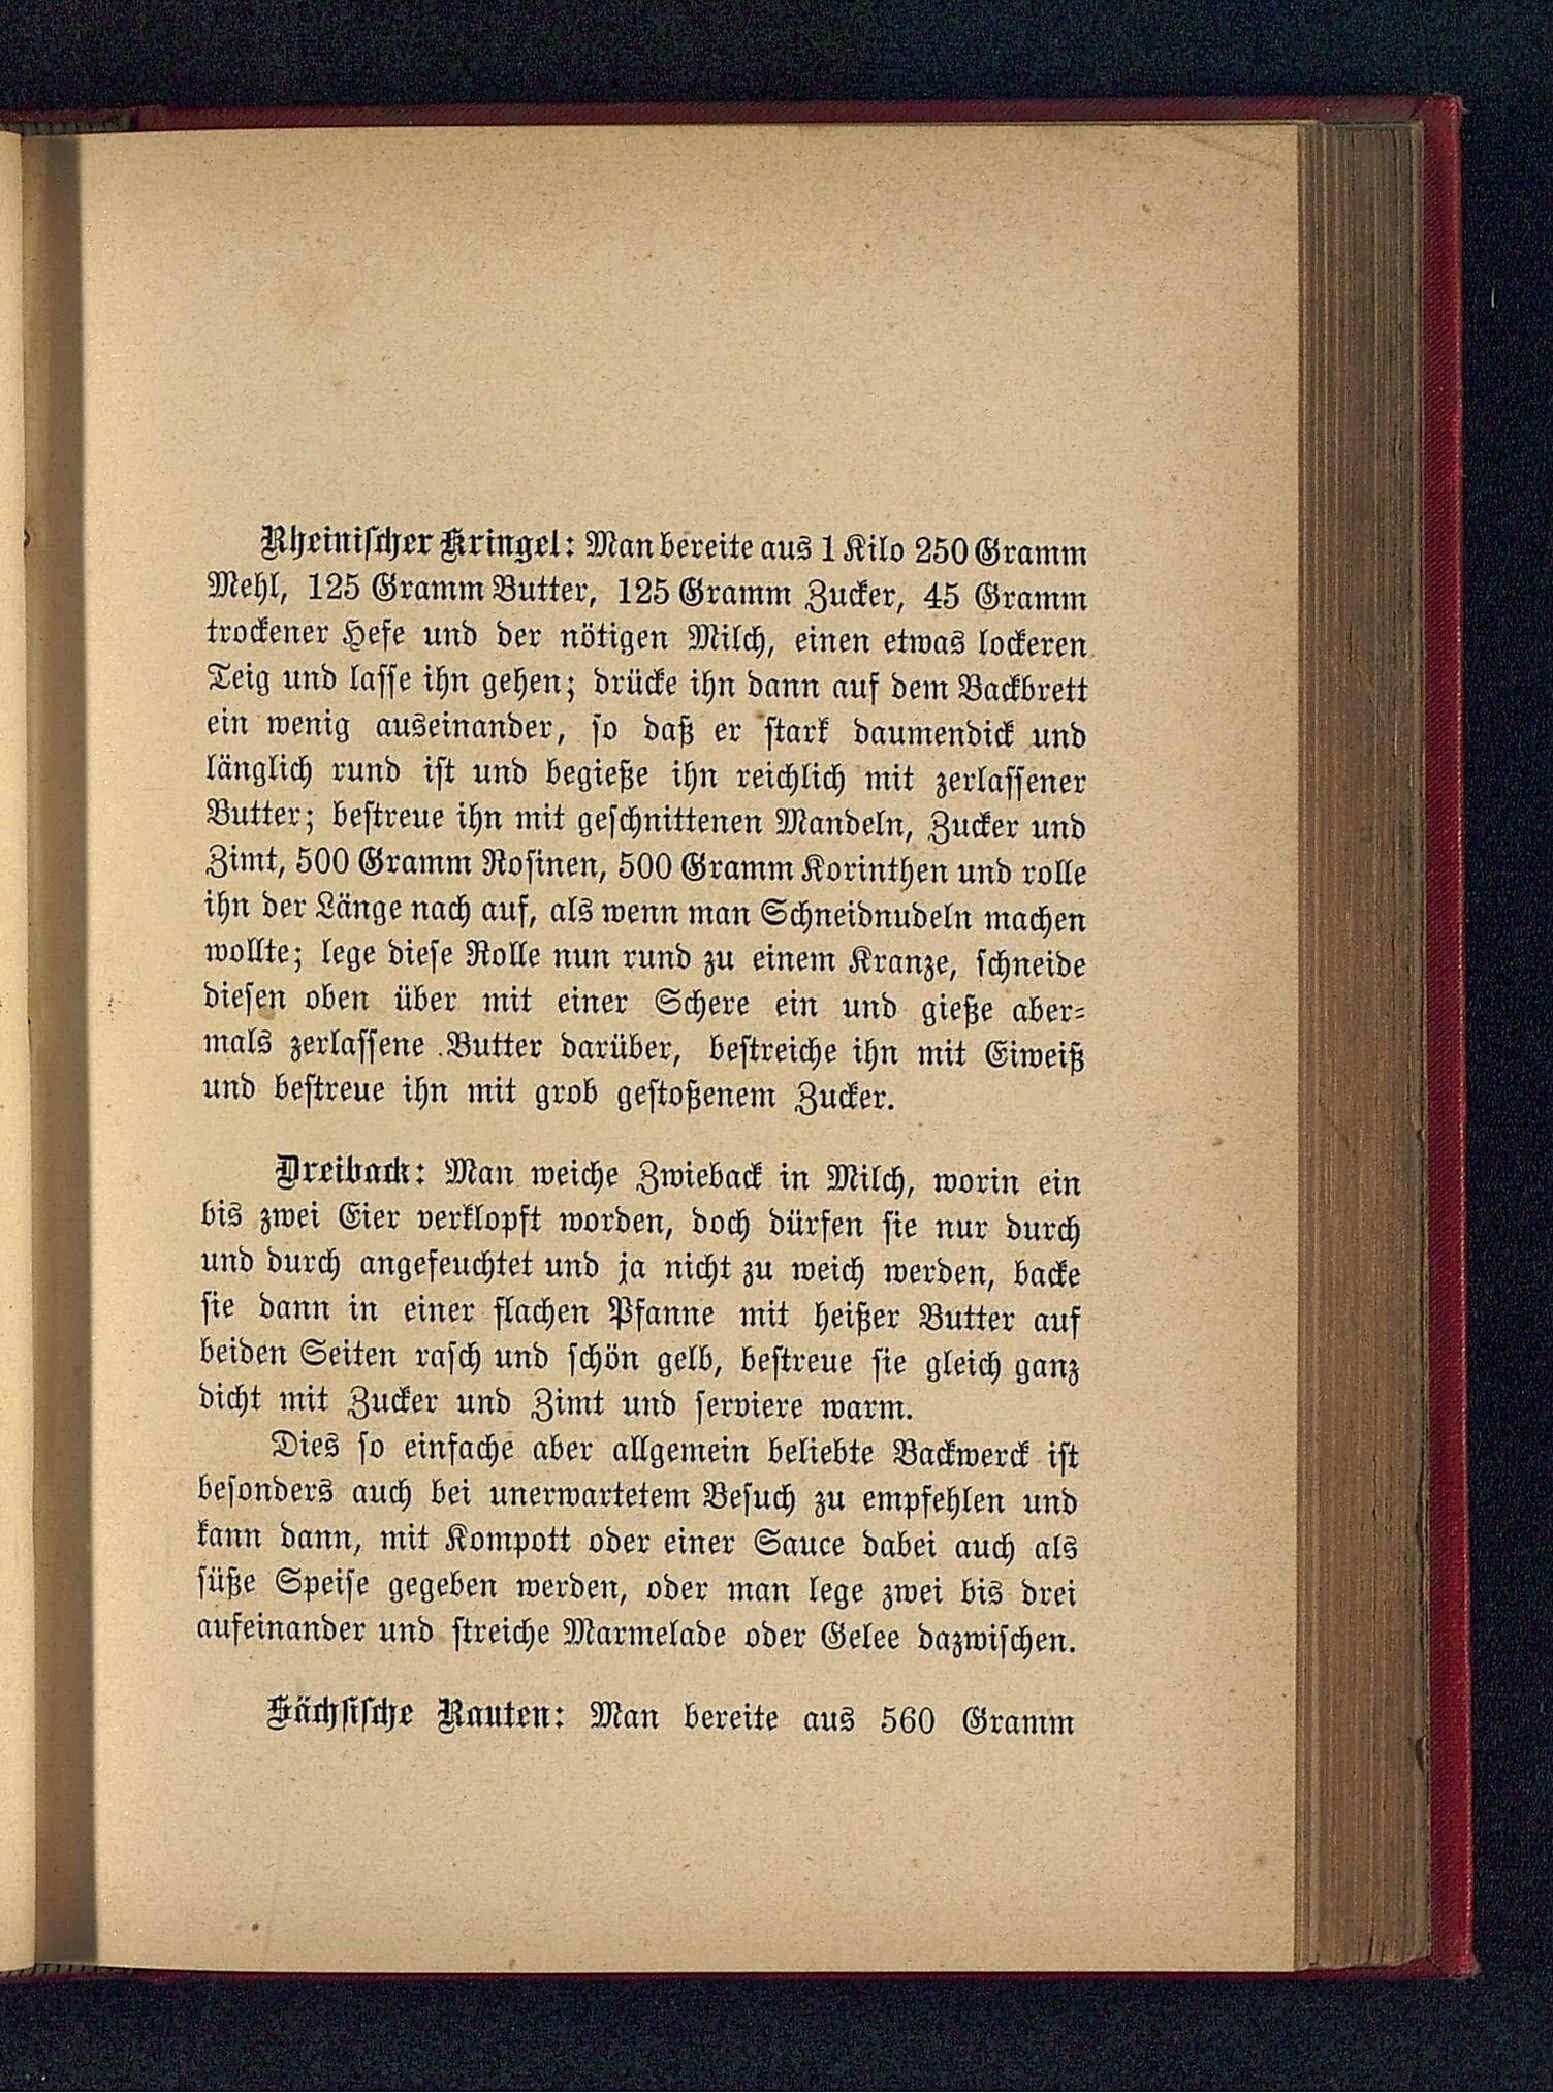 Rheinischer Kringel: Man bereite aus 1 Kilo 250 Gramm
Mehl, 125 Gramm Butter, 125 Gramm Zucker, 45 Gramm
trockener Hefe und der nötigen Milch, einen etwas lockeren
Teig und lasse ihn gehen; drücke ihn dann auf dem Backbrett
ein wenig auseinander, so daß er stark daumendick und
länglich rund ist und begieße ihn reichlich mit zerlassener
Butter; bestreue ihn mit geschnittenen Mandeln, Zucker und
Zimt, 500 Gramm Rosinen, 500 Gramm Korinthen und rolle
ihn der Länge nach auf, als wenn man Schneidnudeln machen
wollte; lege diese Rolle nun rund zu einem Kranze, schneide
diesen oben über mit einer Schere ein und gieße aber-
mals zerlassene Butter darüber, bestreiche ihn mit Eiweiß
und bestreue ihn mit grob gestoßenem Zucker.
Dreiback: Man weiche Zwieback in Milch, worin ein
bis zwei Eier verklopft worden, doch dürfen sie nur durch
und durch angefeuchtet und ja nicht zu weich werden, backe
sie dann in einer flachen Pfanne mit heißer Butter auf
beiden Seiten rasch und schön gelb, bestreue sie gleich ganz
dicht mit Zucker und Zimt und serviere warm.
Dies so einfache aber allgemein beliebte Backwerck ist
besonders auch bei unerwartetem Besuch zu empfehlen und
kann dann, mit Kompott oder einer Sauce dabei auch als
süße Speise gegeben werden, oder man lege zwei bis drei
aufeinander und streiche Marmelade oder Gelee dazwischen.
Sächsische Rauten: Man bereite aus 560 Gramm